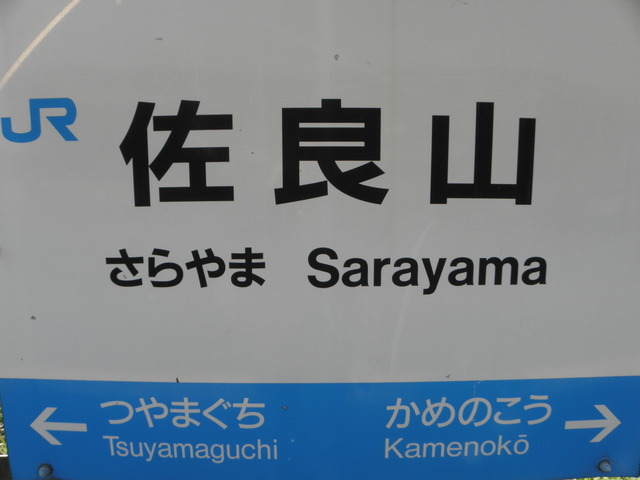 JR
佐良山
さらやま Sarayama
← つやまぐち かめのこう →
Tsuyamaguchi Kamenokō